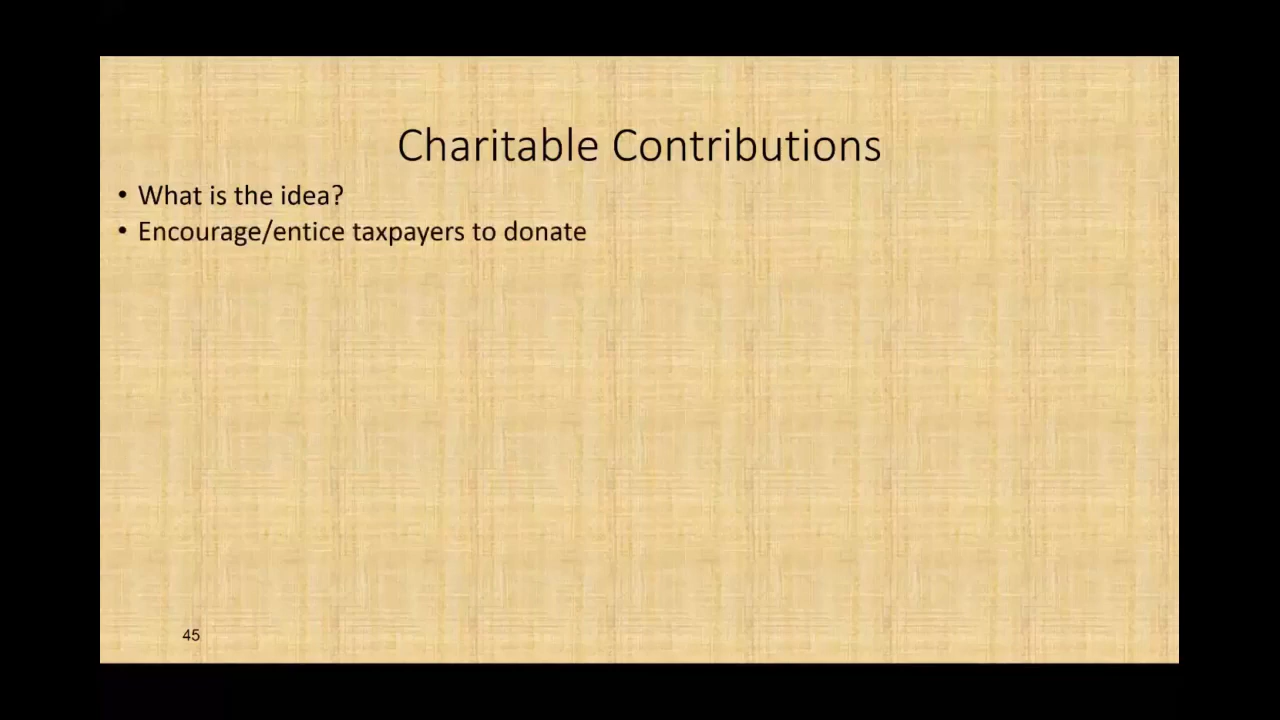 Charitable Contributions
• What is the idea?
• Encourage/entice taxpayers to donate
45